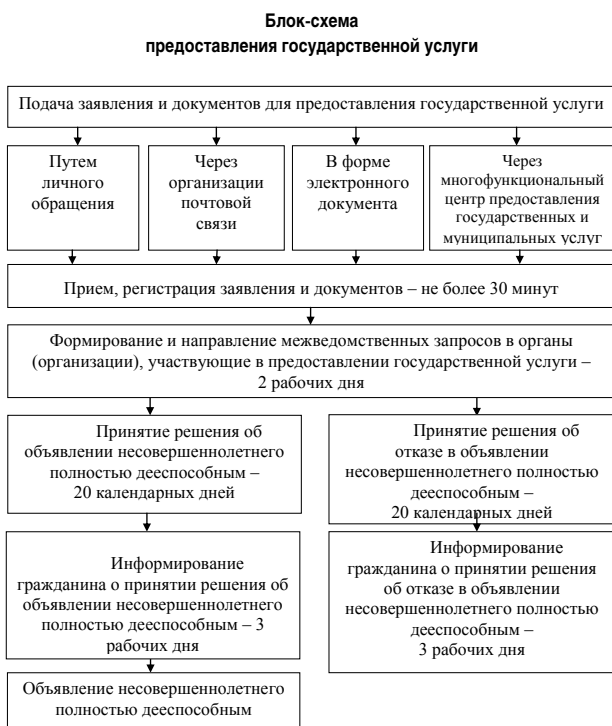 Блок-схема
предоставления государственной услуги
Подача заявления и документов для предоставления государственной услуги
Путем
личного
обращения
Через
организации
почтовой
связи
В форме
электронного
документа
Через
многофункциональный
центр предоставления
государственных и
муниципальных услуг
Прием, регистрация заявления и документов – не более 30 минут
Формирование и направление межведомственных запросов в органы
(организации), участвующие в предоставлении государственной услуги –
2 рабочих дня
Принятие решения об
объявлении несовершеннолетнего
полностью дееспособным –
20 календарных дней
Принятие решения об
отказе в объявлении
несовершеннолетнего полностью
дееспособным –
20 календарных дней
Информирование
гражданина о принятии решения об
объявлении несовершеннолетнего
полностью дееспособным – 3
рабочих дня
Информирование
гражданина о принятии решения
об отказе в объявлении
несовершеннолетнего полностью
дееспособным –
3 рабочих дня
Объявление несовершеннолетнего
полностью дееспособным